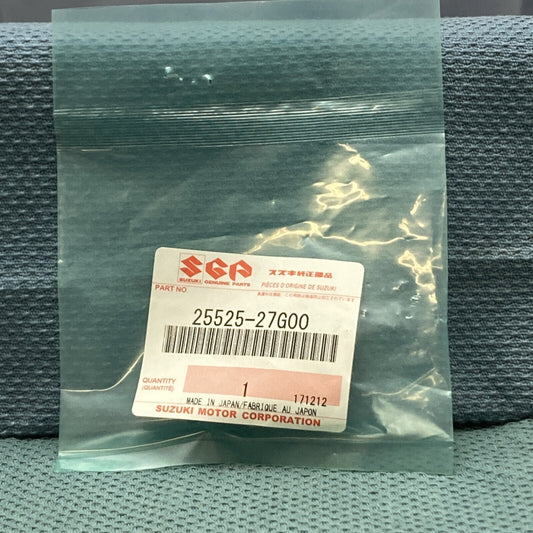 SGP スズキ純正部品
SUZUKI GENUINE PARTS PIÈCES D'ORIGINE DE SUZUKI
PART NO
25525-27G00
QUANTITY
(QUANTITÉ)
1
171212
MADE IN JAPAN/FABRIQUE AU JAPON
SUZUKI MOTOR CORPORATION